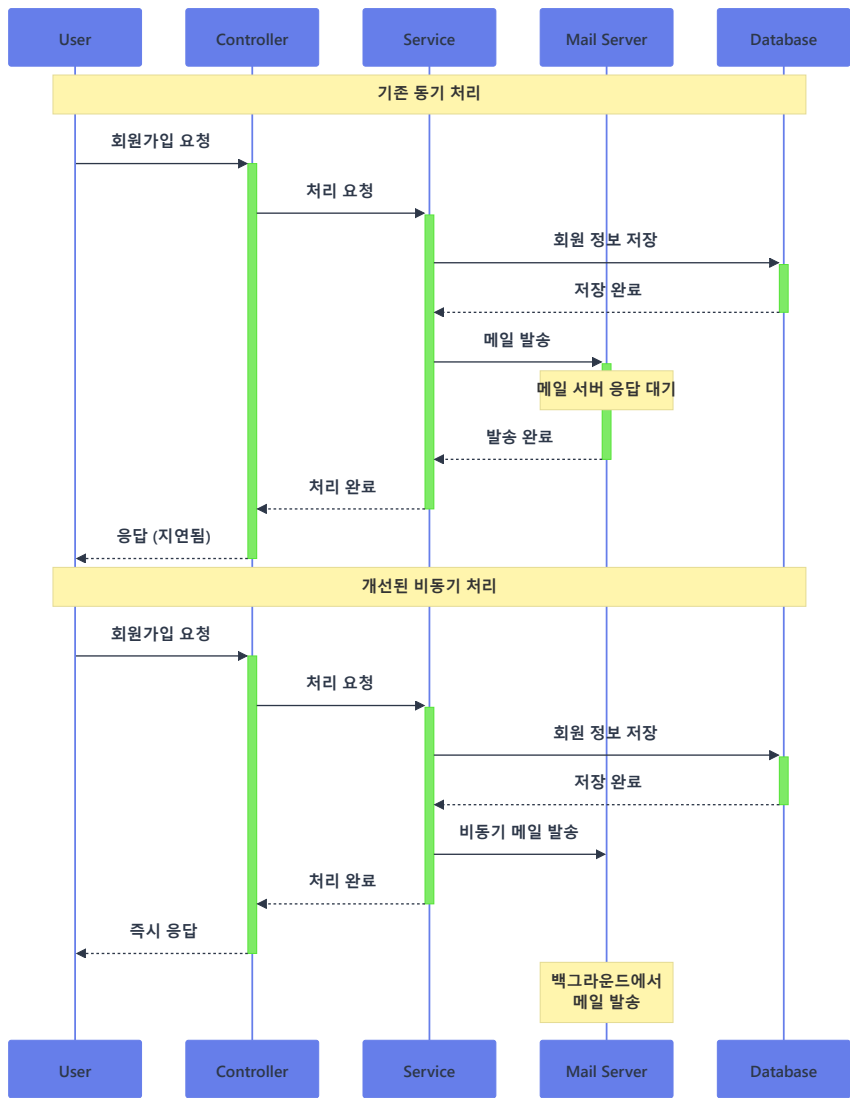 User
Controller
Service
Mail Server
Database
기존 동기 처리
회원가입 요청
처리 요청
회원 정보 저장
저장 완료
메일 발송
메일 서버 응답 대기
발송 완료
처리 완료
응답 (지연됨)
개선된 비동기 처리
회원가입 요청
처리 요청
회원 정보 저장
저장 완료
비동기 메일 발송
처리 완료
즉시 응답
백그라운드에서
메일 발송
User
Controller
Service
Mail Server
Database